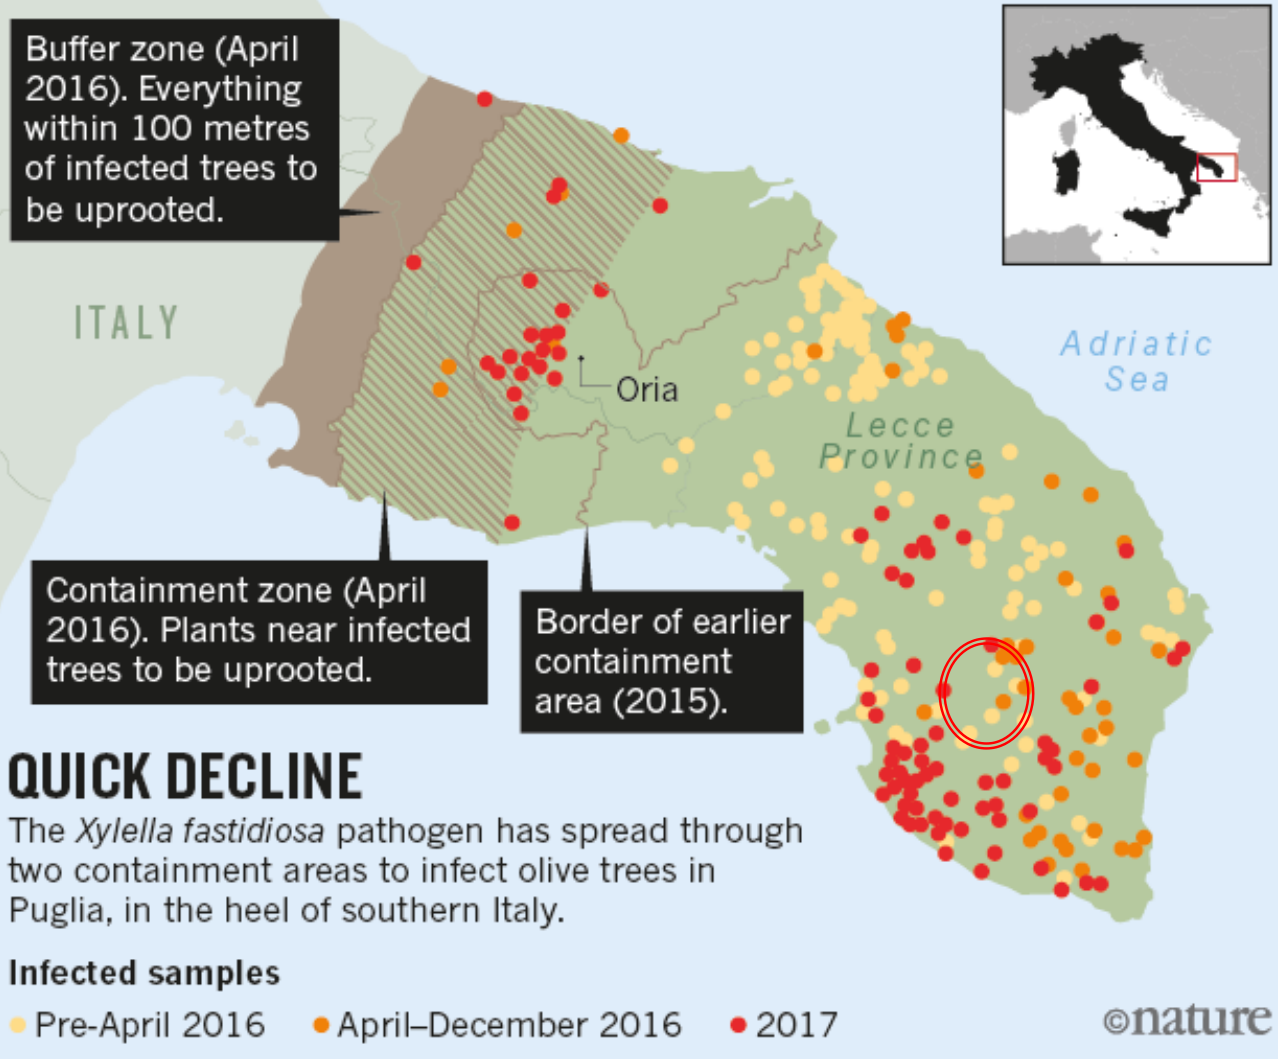 Buffer zone (April
2016). Everything
within 100 metres
of infected trees to
be uprooted.
ITALY
Adriatic
Sea
Oria
Lecce
Province
Containment zone (April
2016). Plants near infected
trees to be uprooted.
Border of earlier
containment
area (2015).
QUICK DECLINE
The Xylella fastidiosa pathogen has spread through
two containment areas to infect olive trees in
Puglia, in the heel of southern Italy.
Infected samples
Pre-April 2016
April–December 2016
2017
©nature